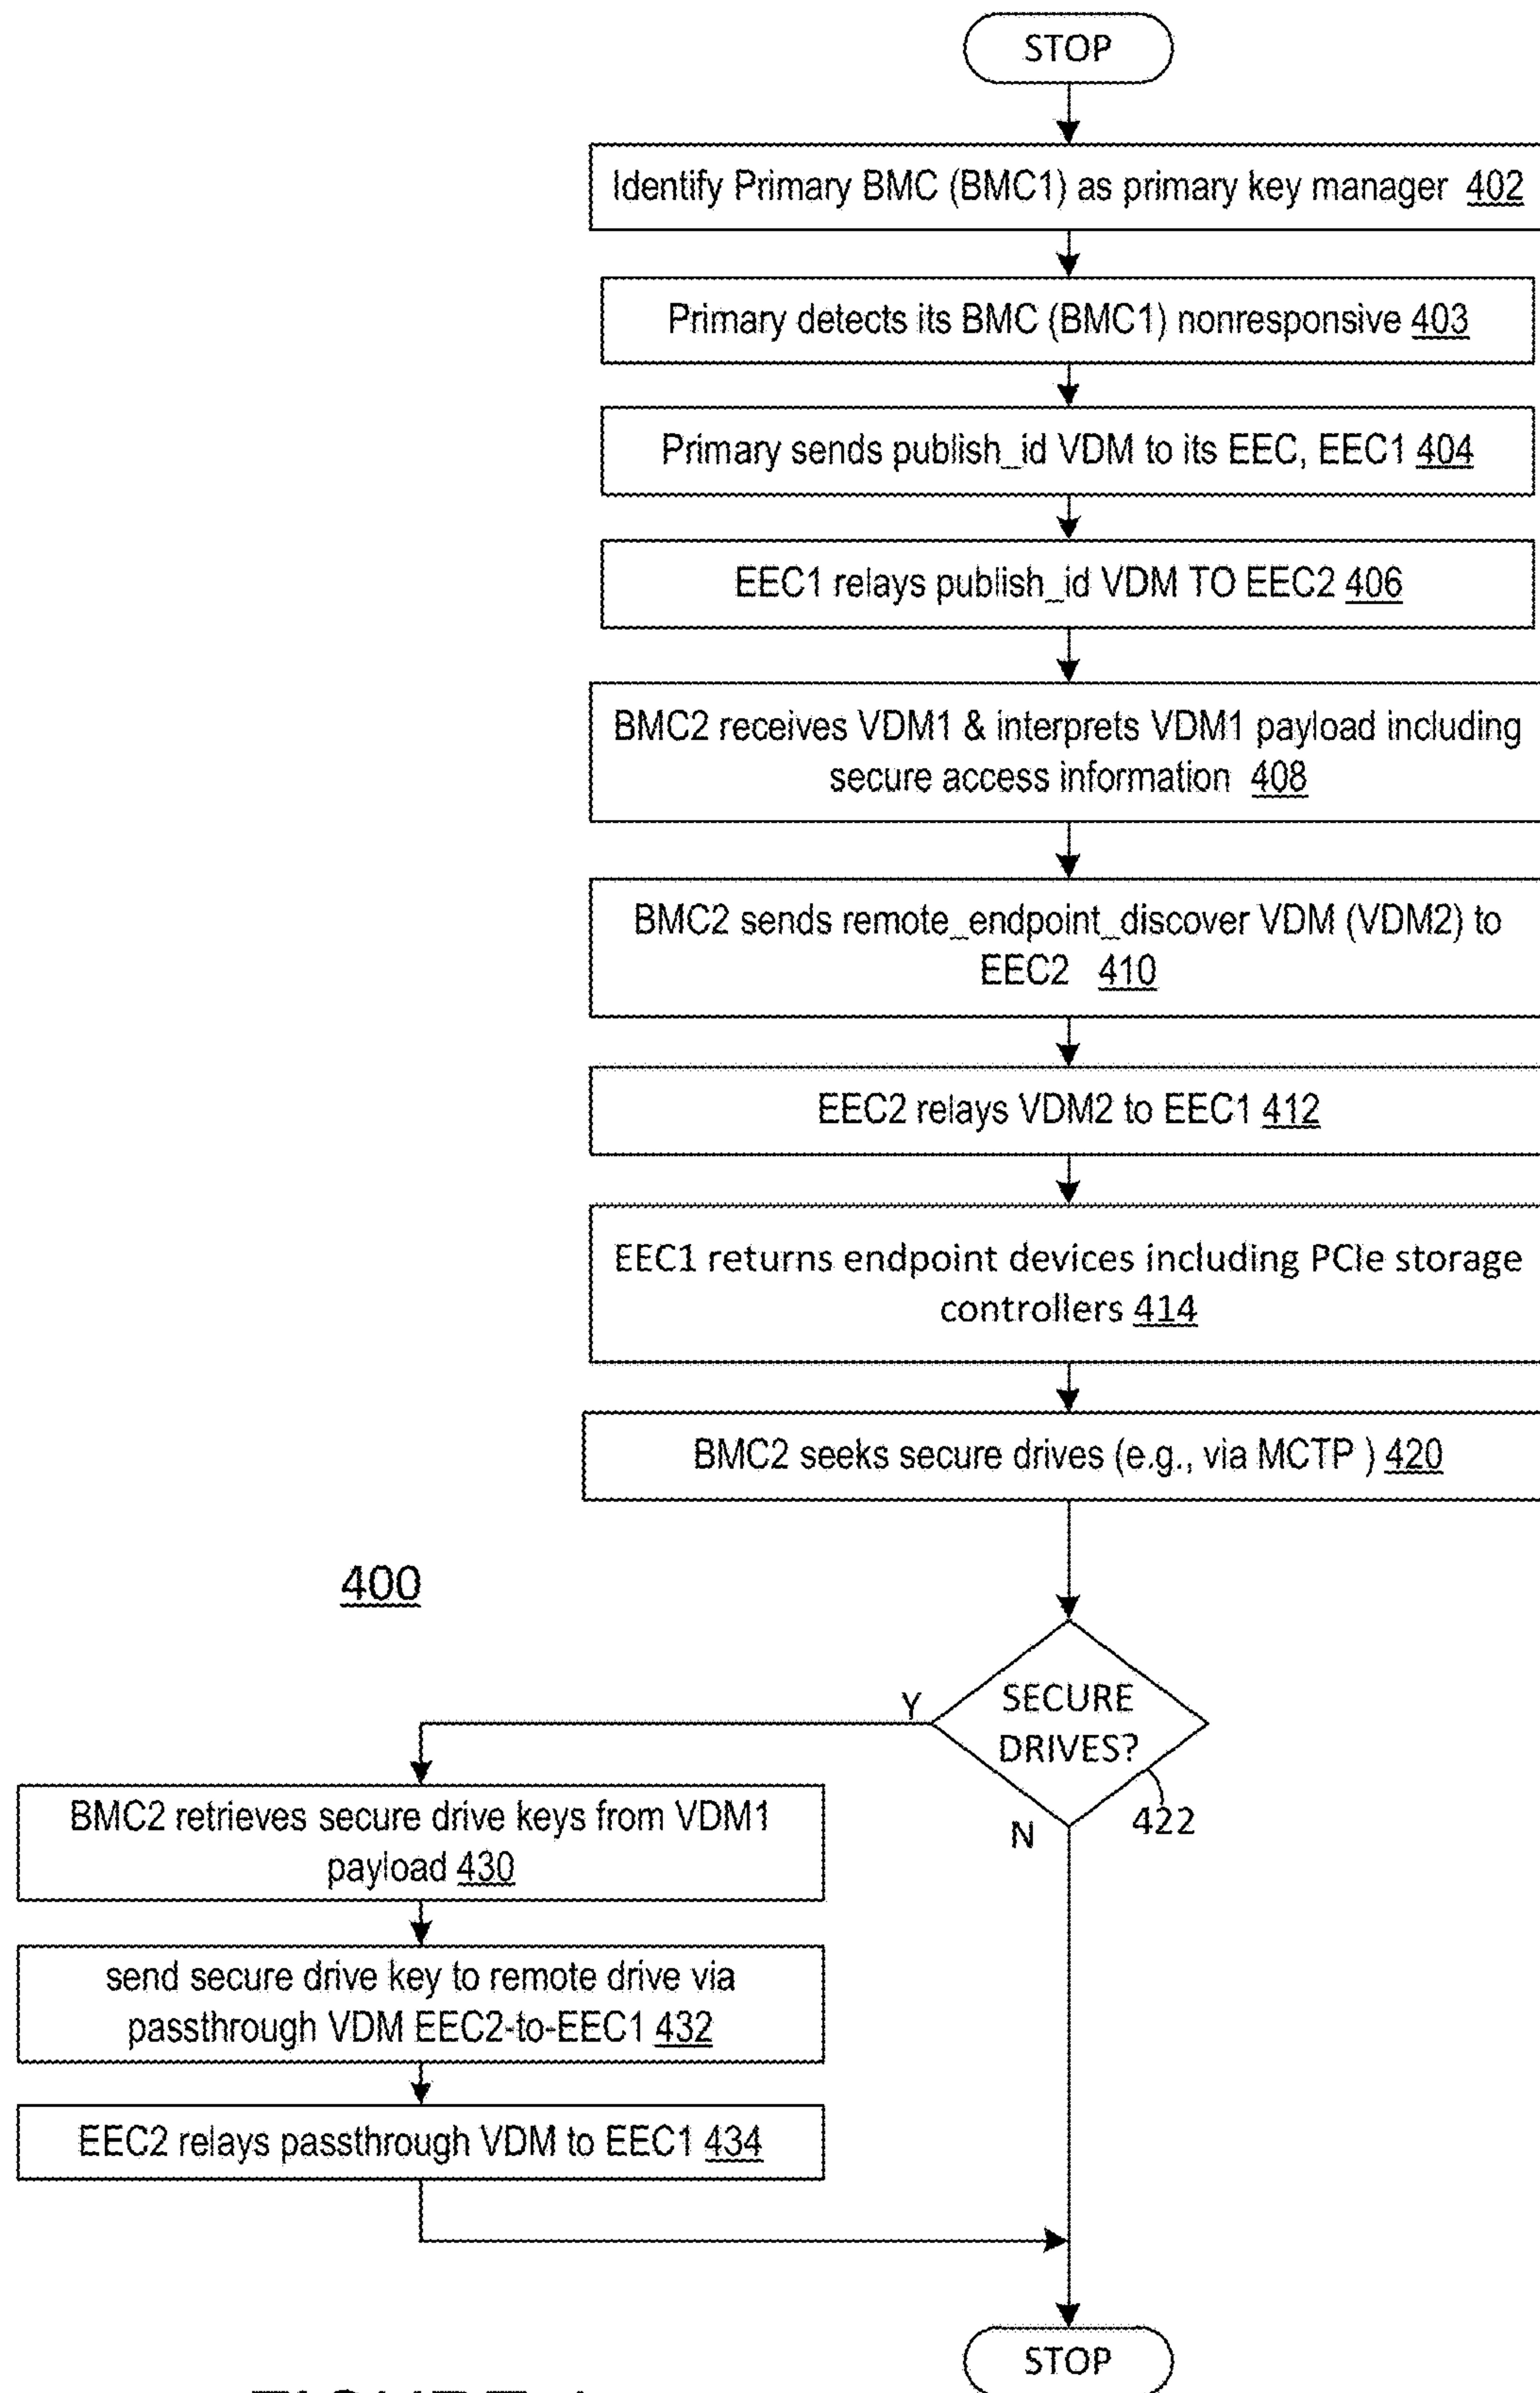 STOP
Identify Primary BMC (BMC1) as primary key manager 402
Primary detects its BMC (BMC1) nonresponsive 403
Primary sends publish_id VDM to its EEC, EEC1 404
EEC1 relays publish_id VDM TO EEC2 406
BMC2 receives VDM1 & interprets VDM1 payload including
secure access information 408
BMC2 sends remote_endpoint_discover VDM (VDM2) to
EEC2 410
EEC2 relays VDM2 to EEC1 412
EEC1 returns endpoint devices including PCIe storage
controllers 414
BMC2 seeks secure drives (e.g., via MCTP ) 420
400
SECURE
DRIVES?
Y
N
422
BMC2 retrieves secure drive keys from VDM1
payload 430
send secure drive key to remote drive via
passthrough VDM EEC2-to-EEC1 432
EEC2 relays passthrough VDM to EEC1 434
STOP